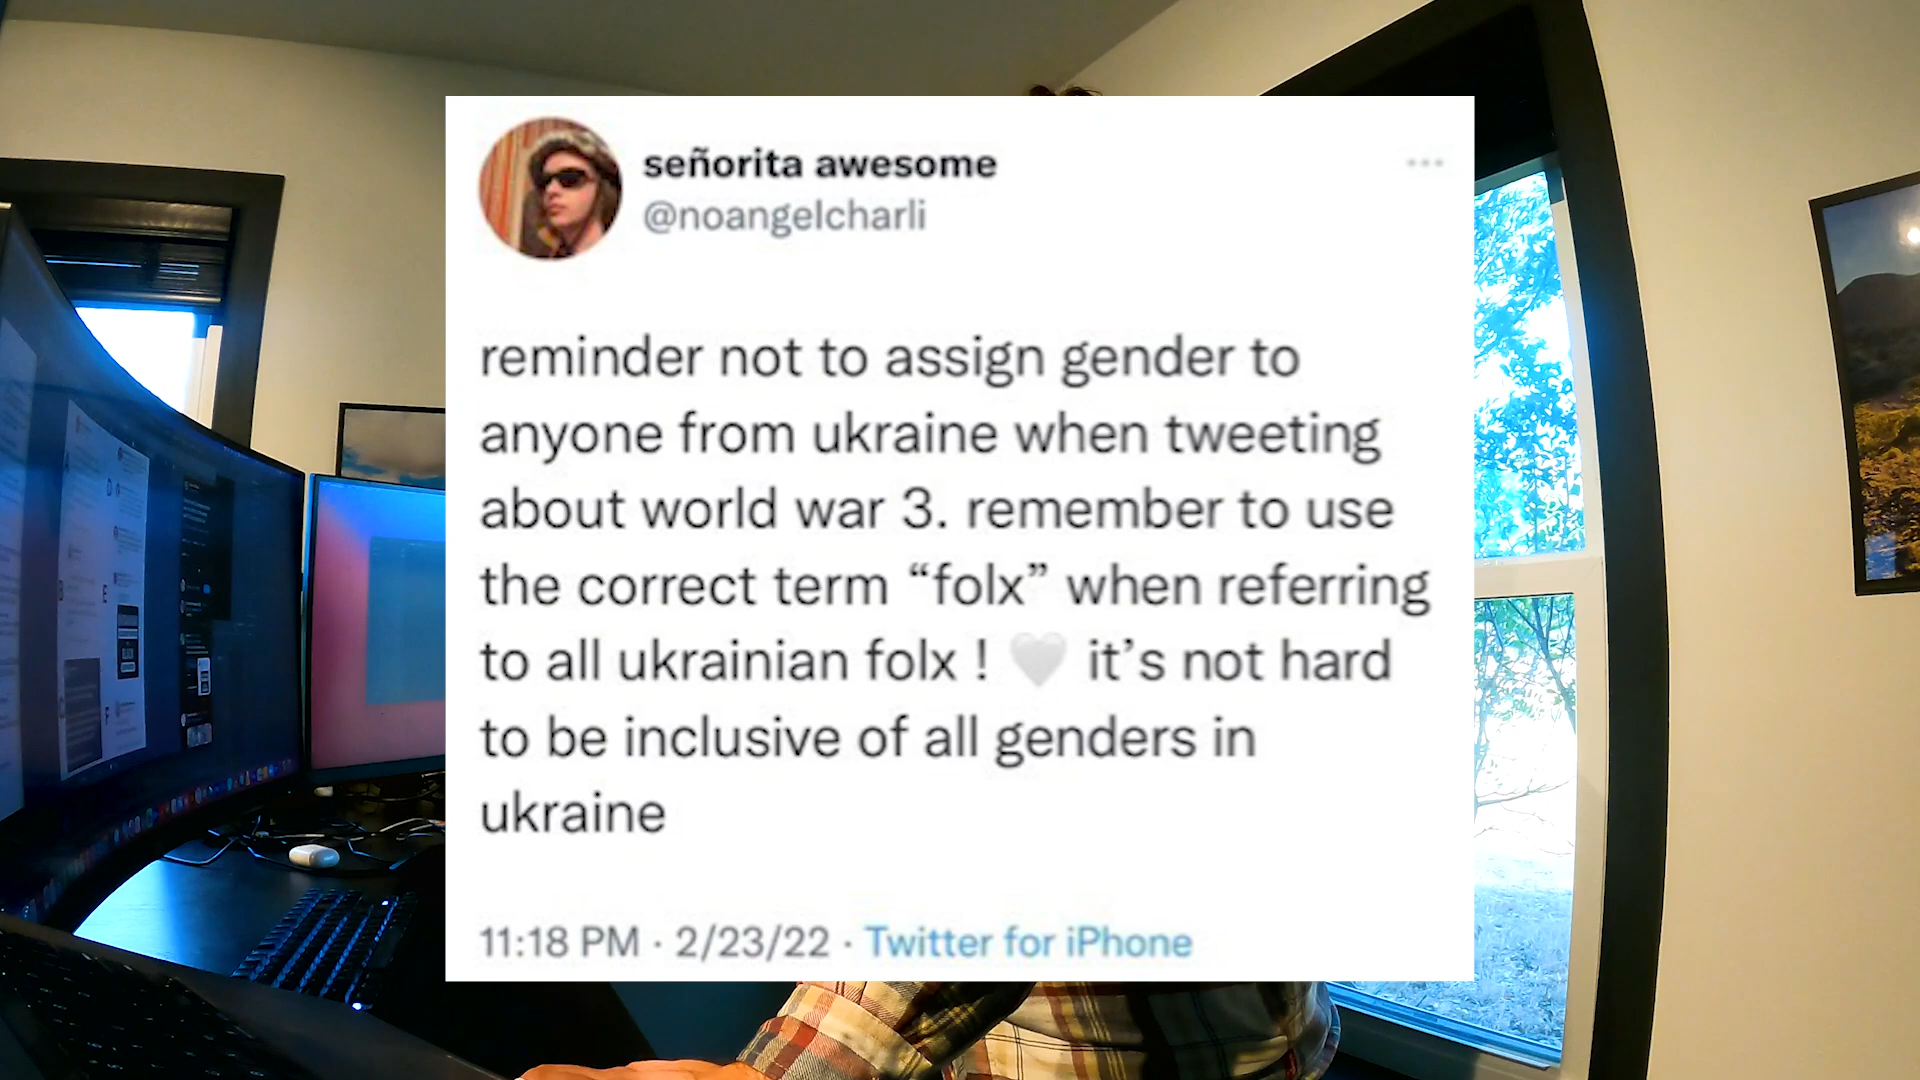 señorita awesome
@noangelcharli
reminder not to assign gender to
anyone from ukraine when tweeting
about world war 3. remember to use
the correct term “folx” when referring
to all ukrainian folx ! 🤍 it’s not hard
to be inclusive of all genders in
ukraine
11:18 PM · 2/23/22 · Twitter for iPhone